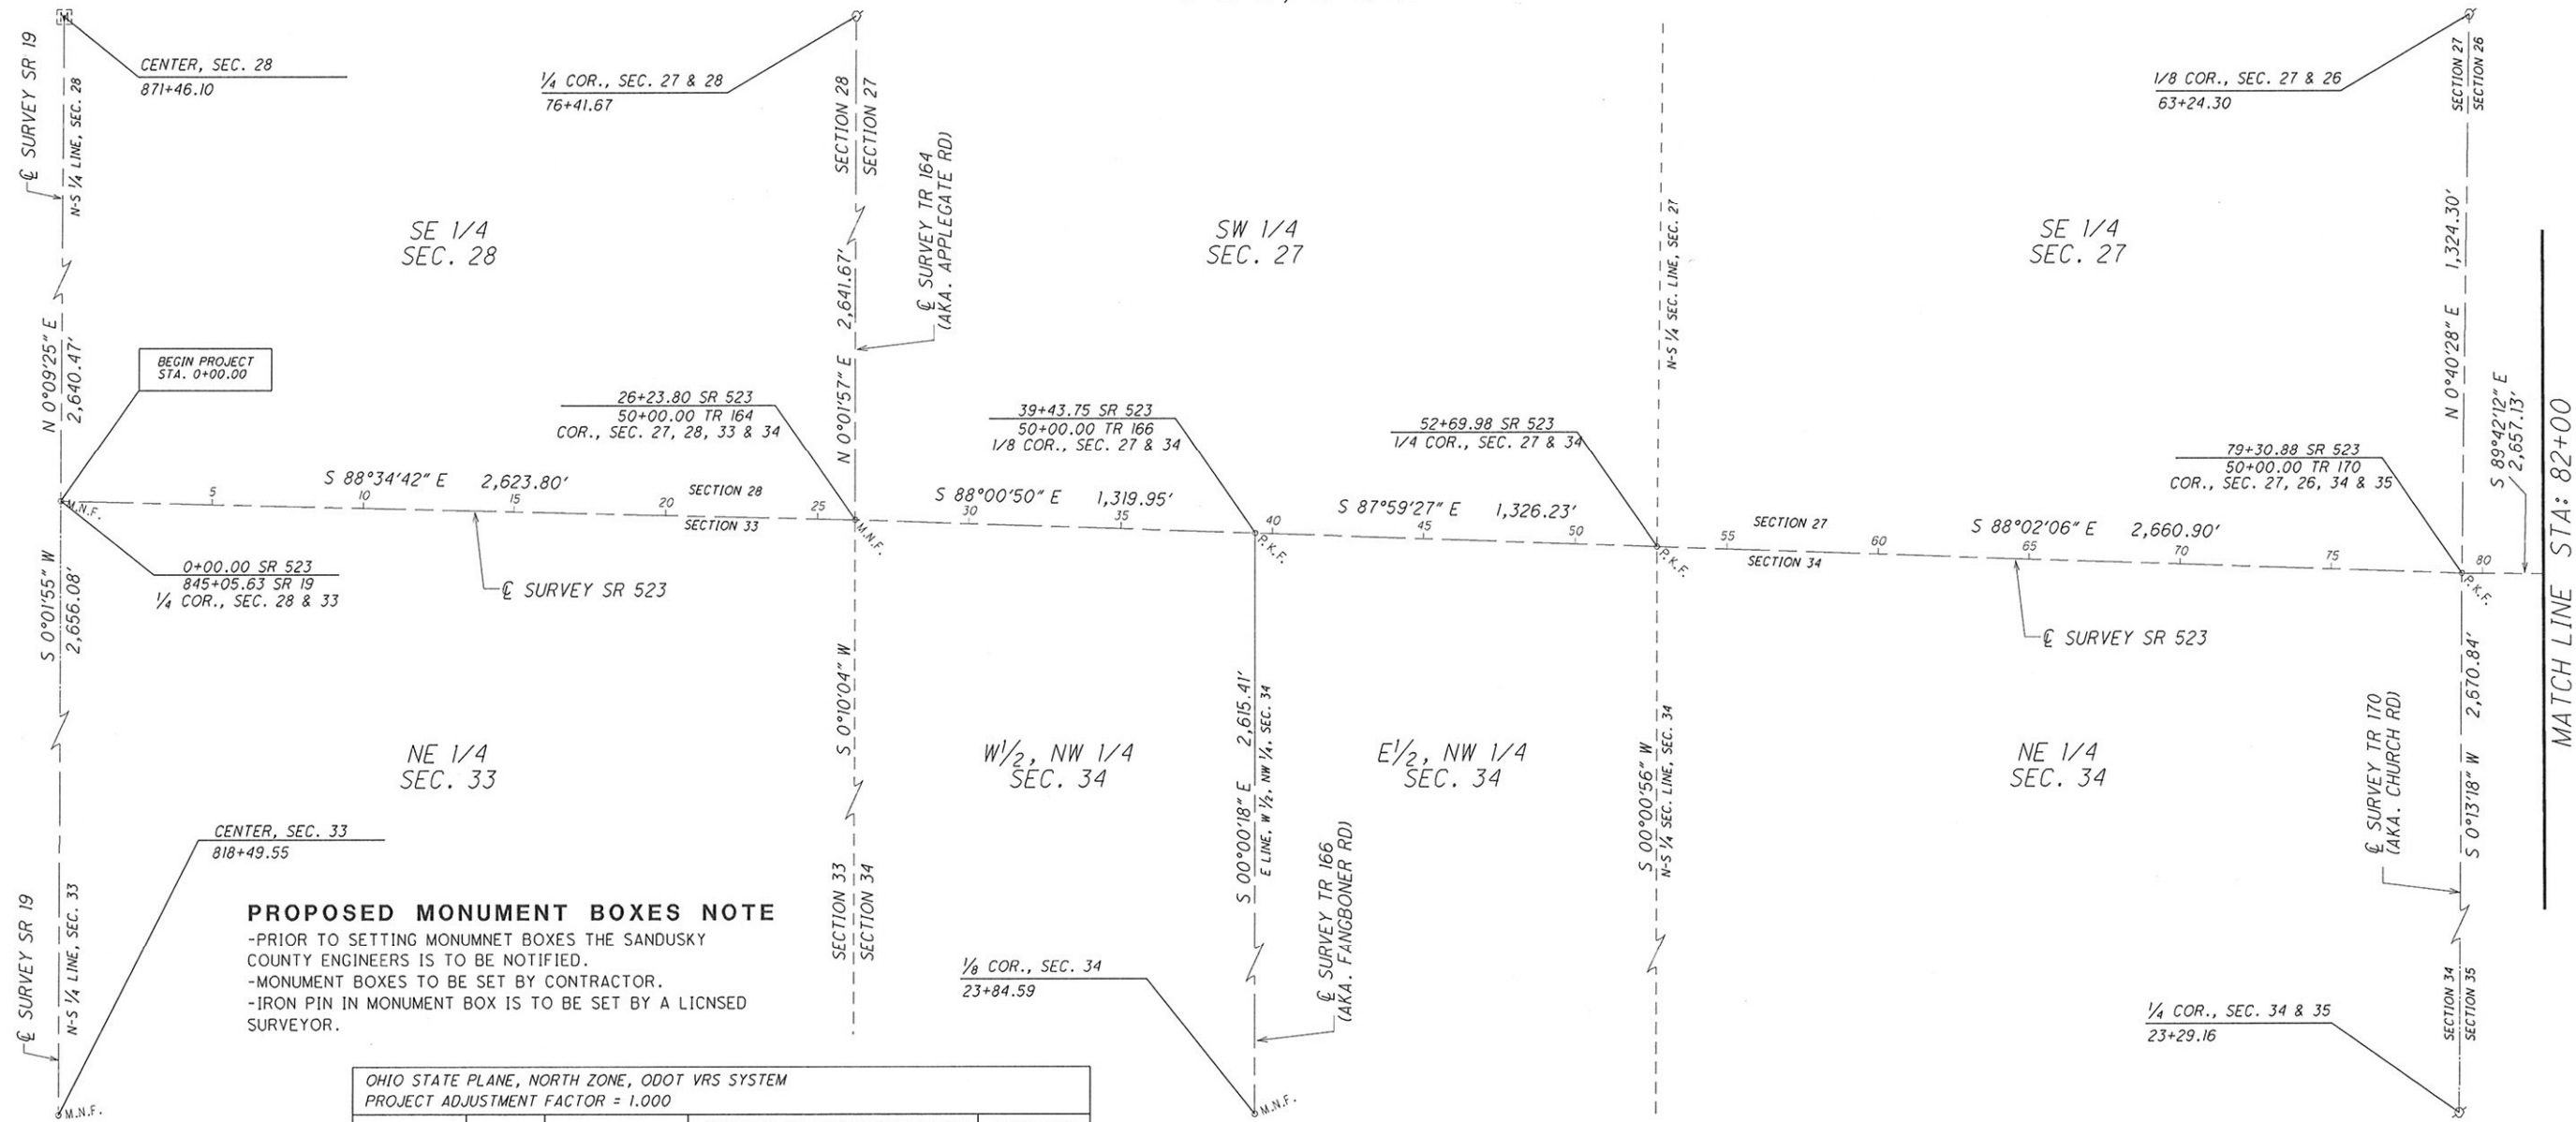 CENTER, SEC. 28
871+46.10
¼ COR., SEC. 27 & 28
76+41.67
1/8 COR., SEC. 27 & 26
63+24.30
℄ SURVEY SR 19
N-S ¼ LINE, SEC. 28
SECTION 28
SECTION 27
℄ SURVEY TR 164
(AKA. APPLEGATE RD)
N-S ¼ SEC. LINE, SEC. 27
SECTION 27
SECTION 26
SE 1/4
SEC. 28
SW 1/4
SEC. 27
SE 1/4
SEC. 27
N 0°09'25" E
2,640.47'
N 0°01'57" E 2,641.67'
N 0°40'28" E 1,324.30'
S 89°42'12" E
2,657.13'
MATCH LINE STA: 82+00
BEGIN PROJECT
STA. 0+00.00
26+23.80 SR 523
50+00.00 TR 164
COR., SEC. 27, 28, 33 & 34
39+43.75 SR 523
50+00.00 TR 166
1/8 COR., SEC. 27 & 34
52+69.98 SR 523
1/4 COR., SEC. 27 & 34
79+30.88 SR 523
50+00.00 TR 170
COR., SEC. 27, 26, 34 & 35
S 88°34'42" E 2,623.80'
SECTION 28
SECTION 33
S 88°00'50" E 1,319.95'
S 87°59'27" E 1,326.23'
SECTION 27
SECTION 34
S 88°02'06" E 2,660.90'
5 10 15 20 25 30 35 40 45 50 55 60 65 70 75 80
M.N.F.
M.N.F.
P.K.F.
P.K.F.
P.K.F.
0+00.00 SR 523
845+05.63 SR 19
¼ COR., SEC. 28 & 33
℄ SURVEY SR 523
℄ SURVEY SR 523
S 0°01'55" W
2,656.08'
S 0°10'04" W
S 00°00'18" E 2,615.41'
E LINE, W ½, NW ¼, SEC. 34
S 00°00'56" W
N-S ¼ SEC. LINE, SEC. 34
S 0°13'18" W 2,670.84'
℄ SURVEY TR 170
(AKA. CHURCH RD)
NE 1/4
SEC. 33
W½, NW 1/4
SEC. 34
E½, NW 1/4
SEC. 34
NE 1/4
SEC. 34
CENTER, SEC. 33
818+49.55
℄ SURVEY SR 19
N-S ¼ LINE, SEC. 33
SECTION 33
SECTION 34
℄ SURVEY TR 166
(AKA. FANGBONER RD)
SECTION 34
SECTION 35
PROPOSED MONUMENT BOXES NOTE
-PRIOR TO SETTING MONUMNET BOXES THE SANDUSKY
COUNTY ENGINEERS IS TO BE NOTIFIED.
-MONUMENT BOXES TO BE SET BY CONTRACTOR.
-IRON PIN IN MONUMENT BOX IS TO BE SET BY A LICNSED
SURVEYOR.
⅛ COR., SEC. 34
23+84.59
¼ COR., SEC. 34 & 35
23+29.16
OHIO STATE PLANE, NORTH ZONE, ODOT VRS SYSTEM
PROJECT ADJUSTMENT FACTOR = 1.000
M.N.F.
M.N.F.